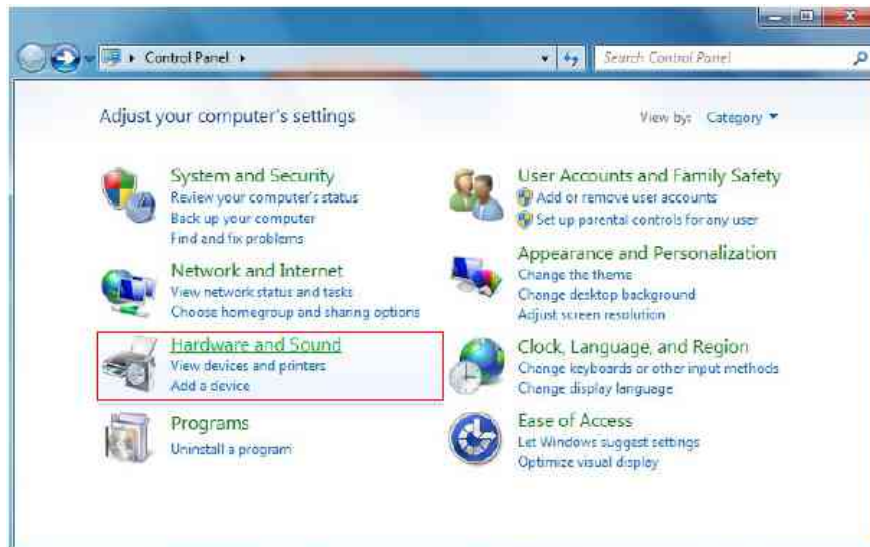 Control Panel
Search Control Panel
Adjust your computer's settings
View by: Category
System and Security
Review your computer's status
Back up your computer
Find and fix problems
Network and Internet
View network status and tasks
Choose homegroup and sharing options
Hardware and Sound
View devices and printers
Add a device
Programs
Uninstall a program
User Accounts and Family Safety
Add or remove user accounts
Set up parental controls for any user
Appearance and Personalization
Change the theme
Change desktop background
Adjust screen resolution
Clock, Language, and Region
Change keyboards or other input methods
Change display language
Ease of Access
Let Windows suggest settings
Optimize visual display